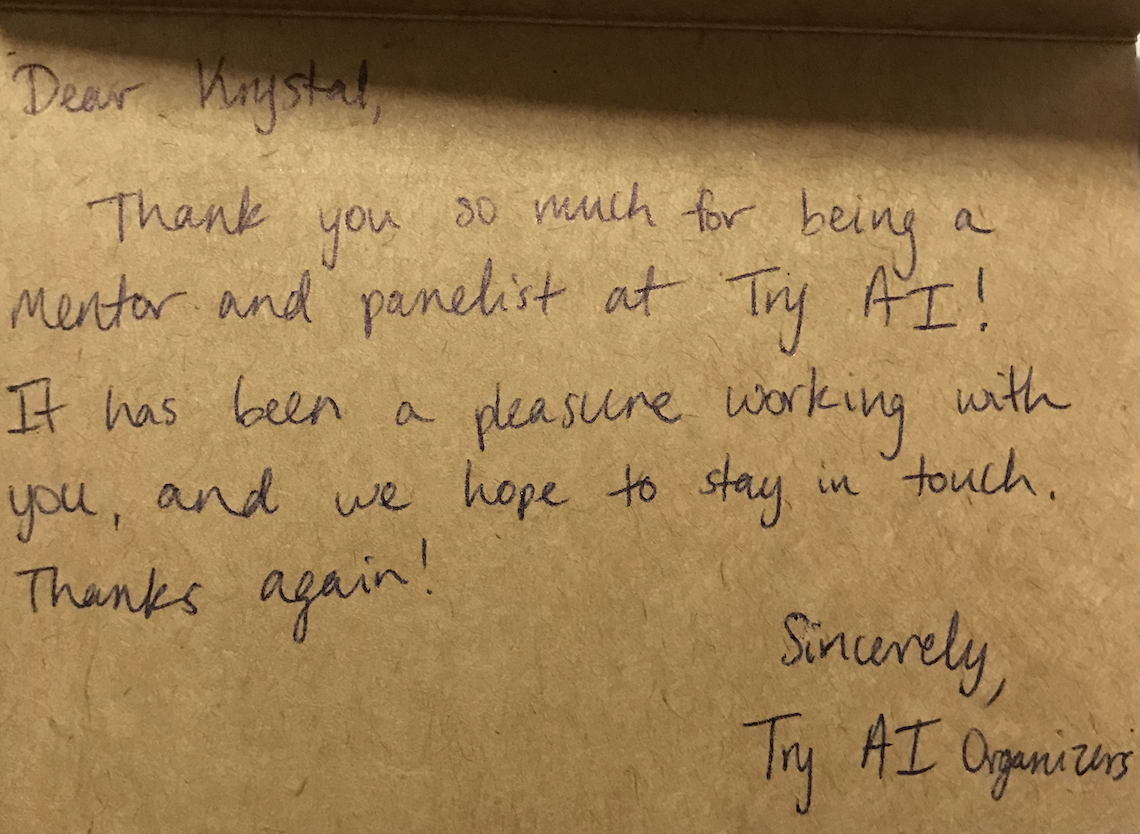 Dear Krystal,
Thank you so much for being a
mentor and panelist at Try AI!
It has been a pleasure working with
you, and we hope to stay in touch.
Thanks again!
Sincerely,
Try AI Organizers